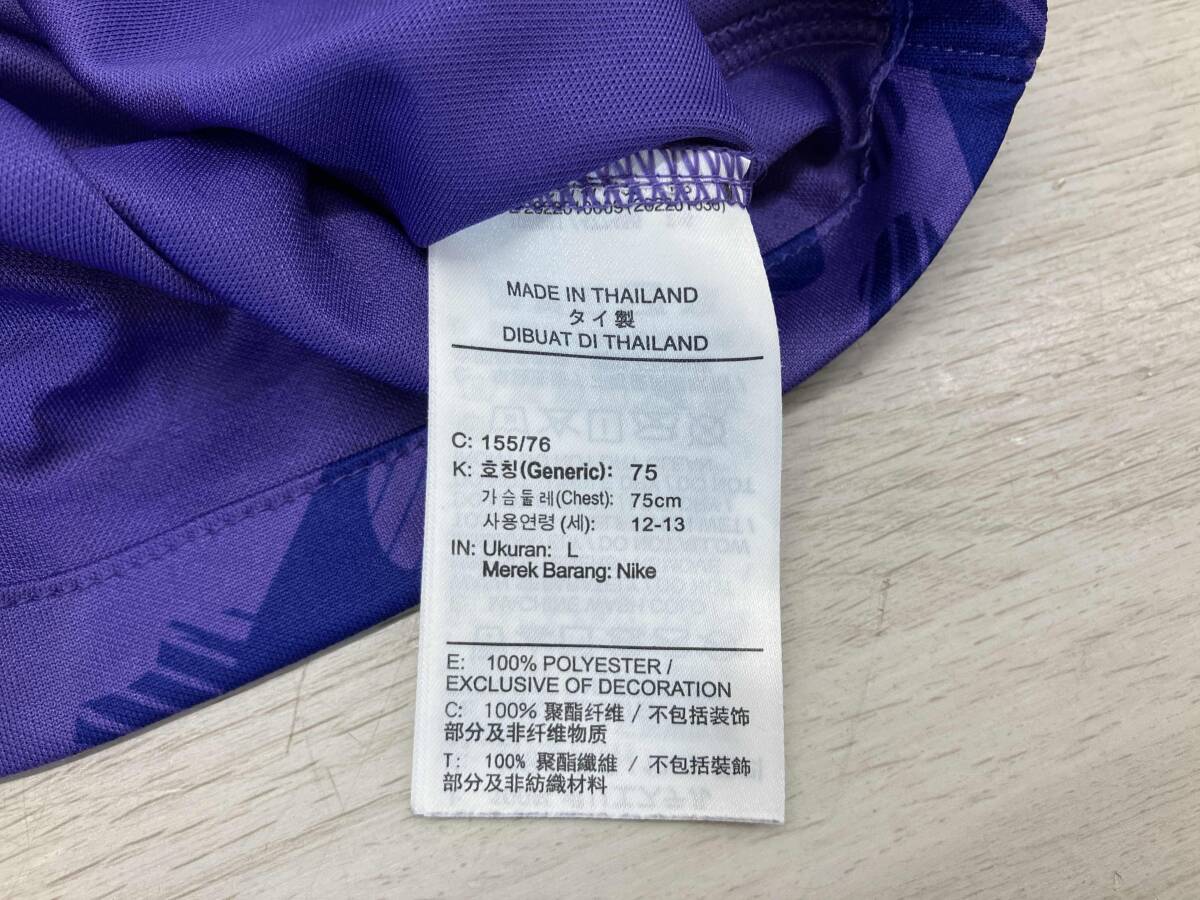 MADE IN THAILAND
タイ製
DIBUAT DI THAILAND
C: 155/76
K: 호칭(Generic): 75
가슴둘레(Chest): 75cm
사용연령 (세): 12-13
IN: Ukuran: L
Merek Barang: Nike
E: 100% POLYESTER /
EXCLUSIVE OF DECORATION
C: 100% 聚酯纤维 / 不包括装饰
部分及非纤维物质
T: 100% 聚酯纖維 / 不包括裝飾
部分及非紡織材料